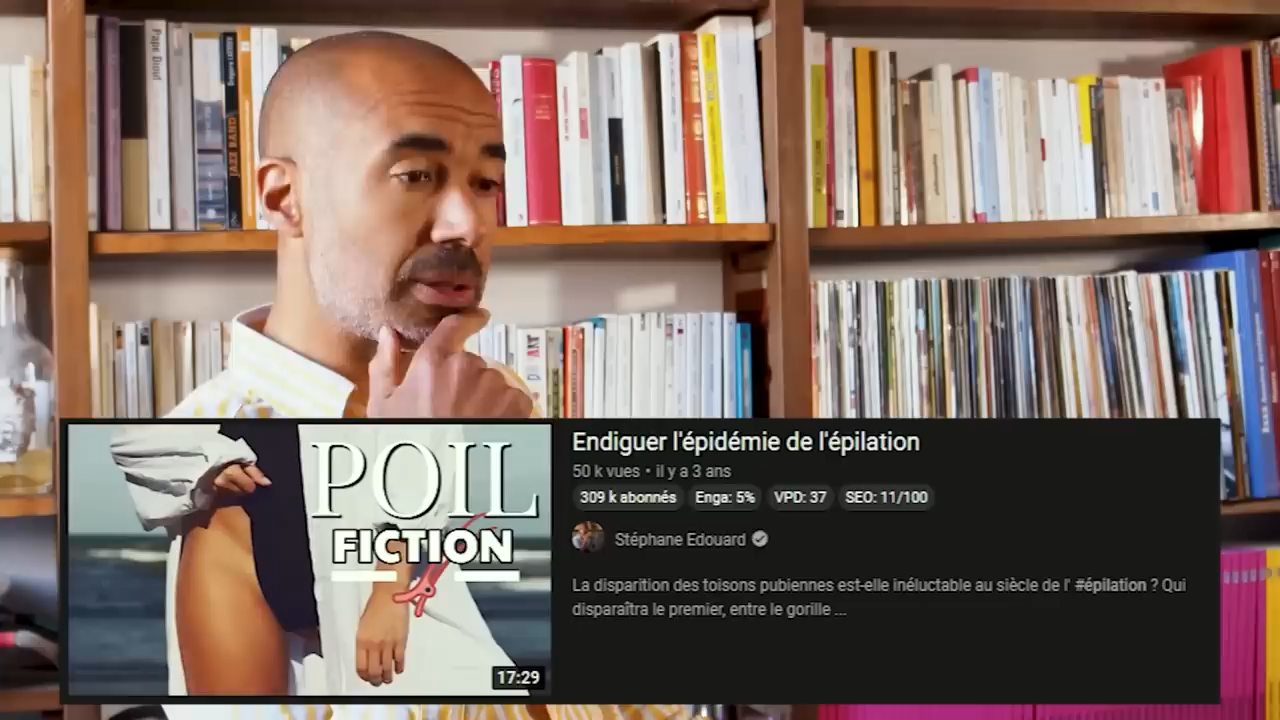 Pape Diouf
JAZZ BAND
POIL
FICTION
17:29
Endiguer l'épidémie de l'épilation
50 k vues • il y a 3 ans
309 k abonnés Enga: 5% VPD: 37 SEO: 11/100
Stéphane Edouard
La disparition des toisons pubiennes est-elle inéluctable au siècle de l' #épilation ? Qui
disparaîtra le premier, entre le gorille ...